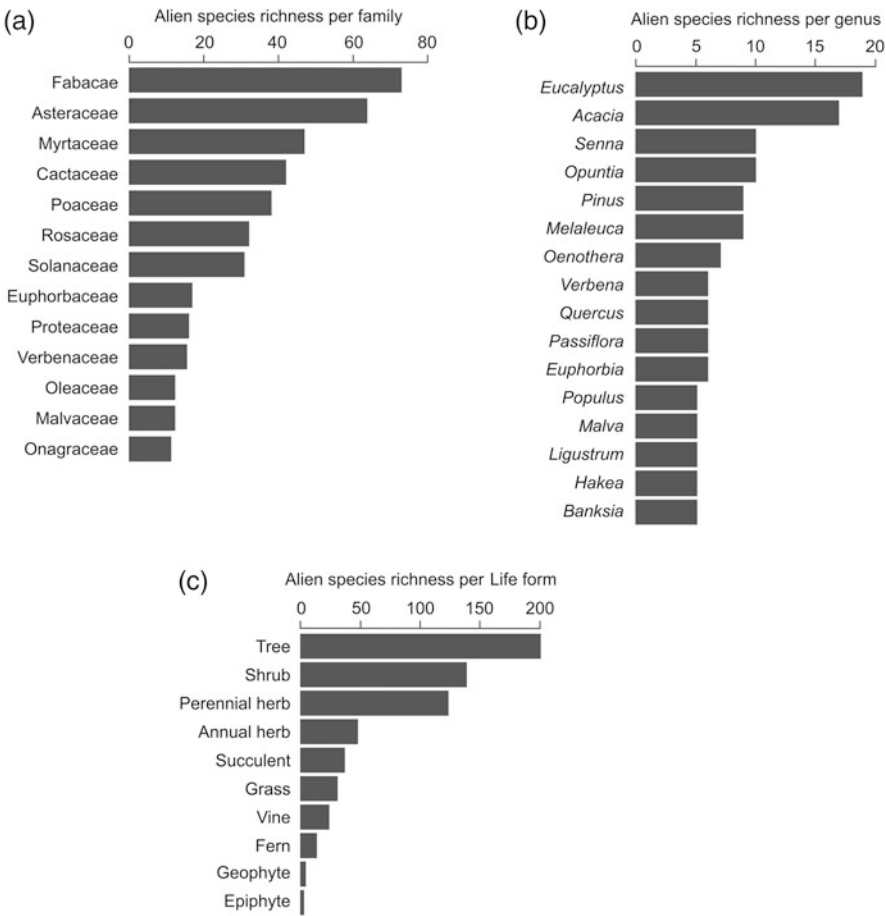 (a)
Alien species richness per family
0 20 40 60 80
Fabacae
Asteraceae
Myrtaceae
Cactaceae
Poaceae
Rosaceae
Solanaceae
Euphorbaceae
Proteaceae
Verbenaceae
Oleaceae
Malvaceae
Onagraceae
(b)
Alien species richness per genus
0 5 10 15 20
Eucalyptus
Acacia
Senna
Opuntia
Pinus
Melaleuca
Oenothera
Verbena
Quercus
Passiflora
Euphorbia
Populus
Malva
Ligustrum
Hakea
Banksia
(c)
Alien species richness per Life form
0 50 100 150 200
Tree
Shrub
Perennial herb
Annual herb
Succulent
Grass
Vine
Fern
Geophyte
Epiphyte